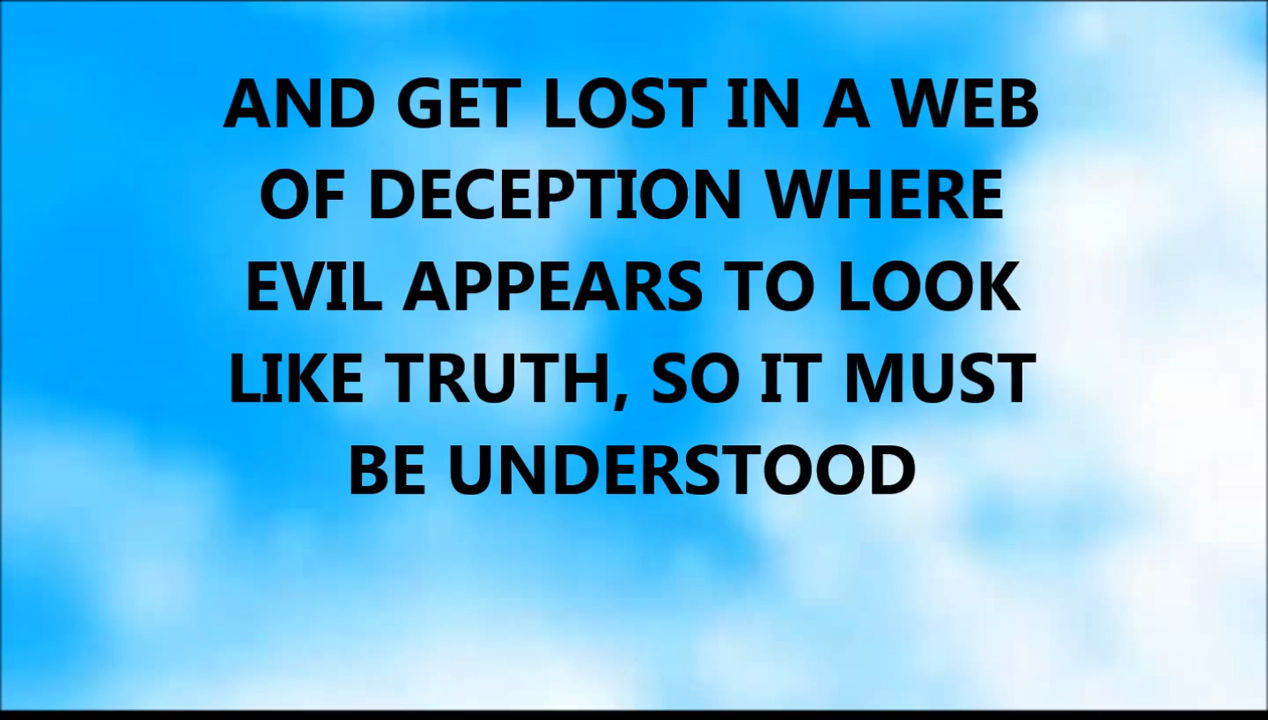 AND GET LOST IN A WEB
OF DECEPTION WHERE
EVIL APPEARS TO LOOK
LIKE TRUTH, SO IT MUST
BE UNDERSTOOD